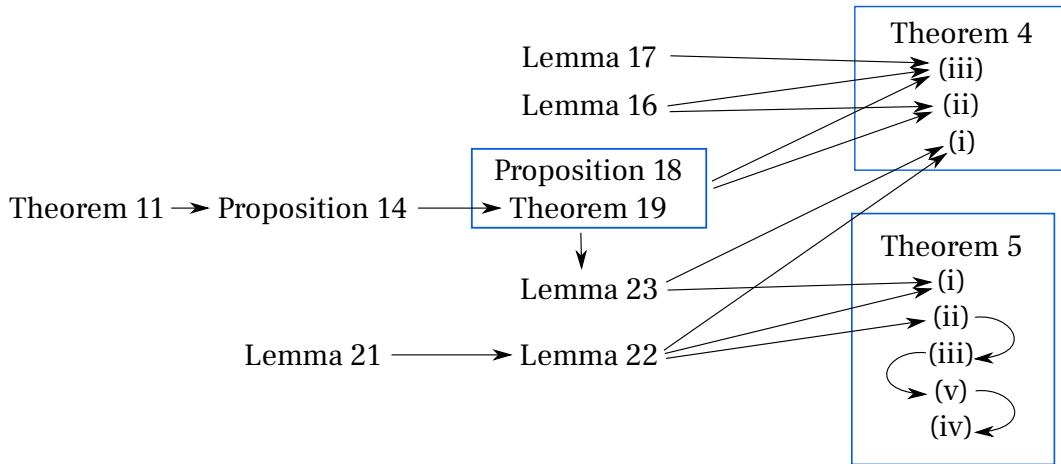 Theorem 4
Lemma 17
(iii)
Lemma 16
(ii)
(i)
Proposition 18
Theorem 11
Proposition 14
Theorem 19
Theorem 5
Lemma 23
(i)
(ii)
Lemma 21
Lemma 22
(iii)
(v)
(iv)